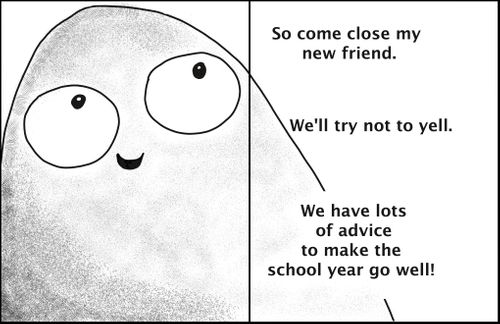 So come close my
new friend.
We'll try not to yell.
We have lots
of advice
to make the
school year go well!